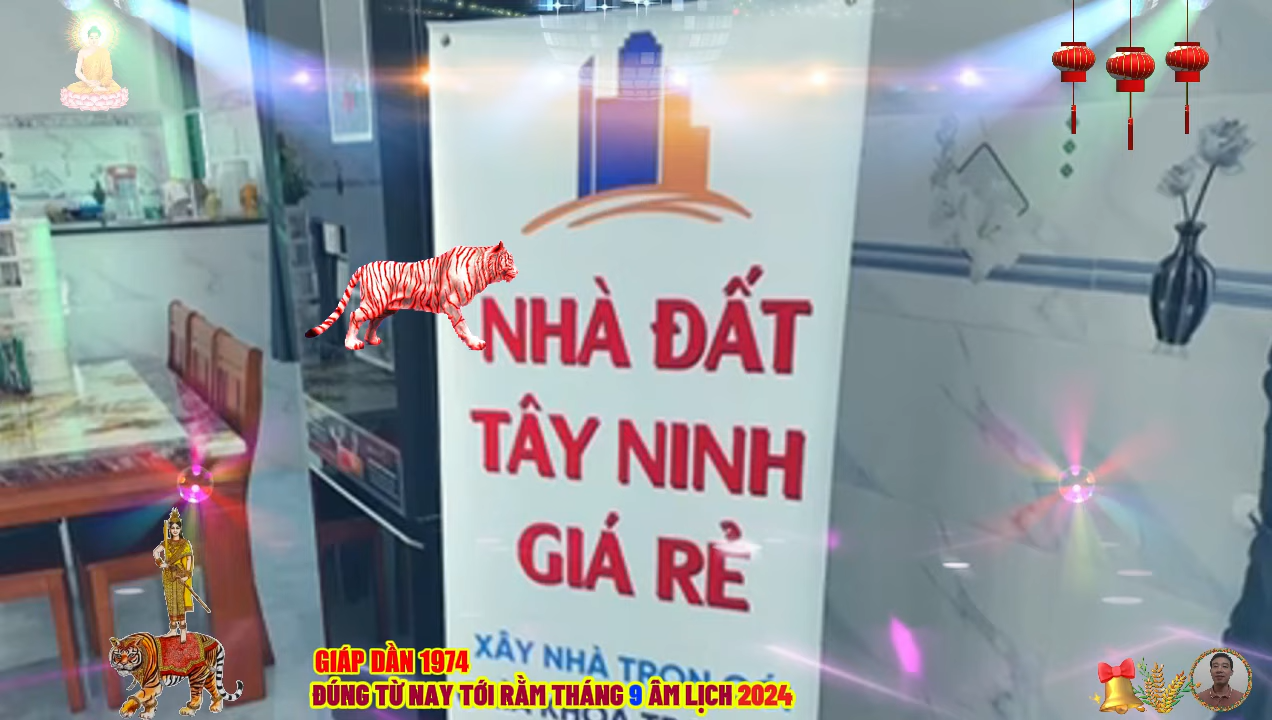 NHÀ ĐẤT
TÂY NINH
GIÁ RẺ
XÂY NHÀ TRỌN GÓI
GIÁP DẦN 1974
ĐÚNG TỪ NAY TỚI RẰM THÁNG 9 ÂM LỊCH 2024